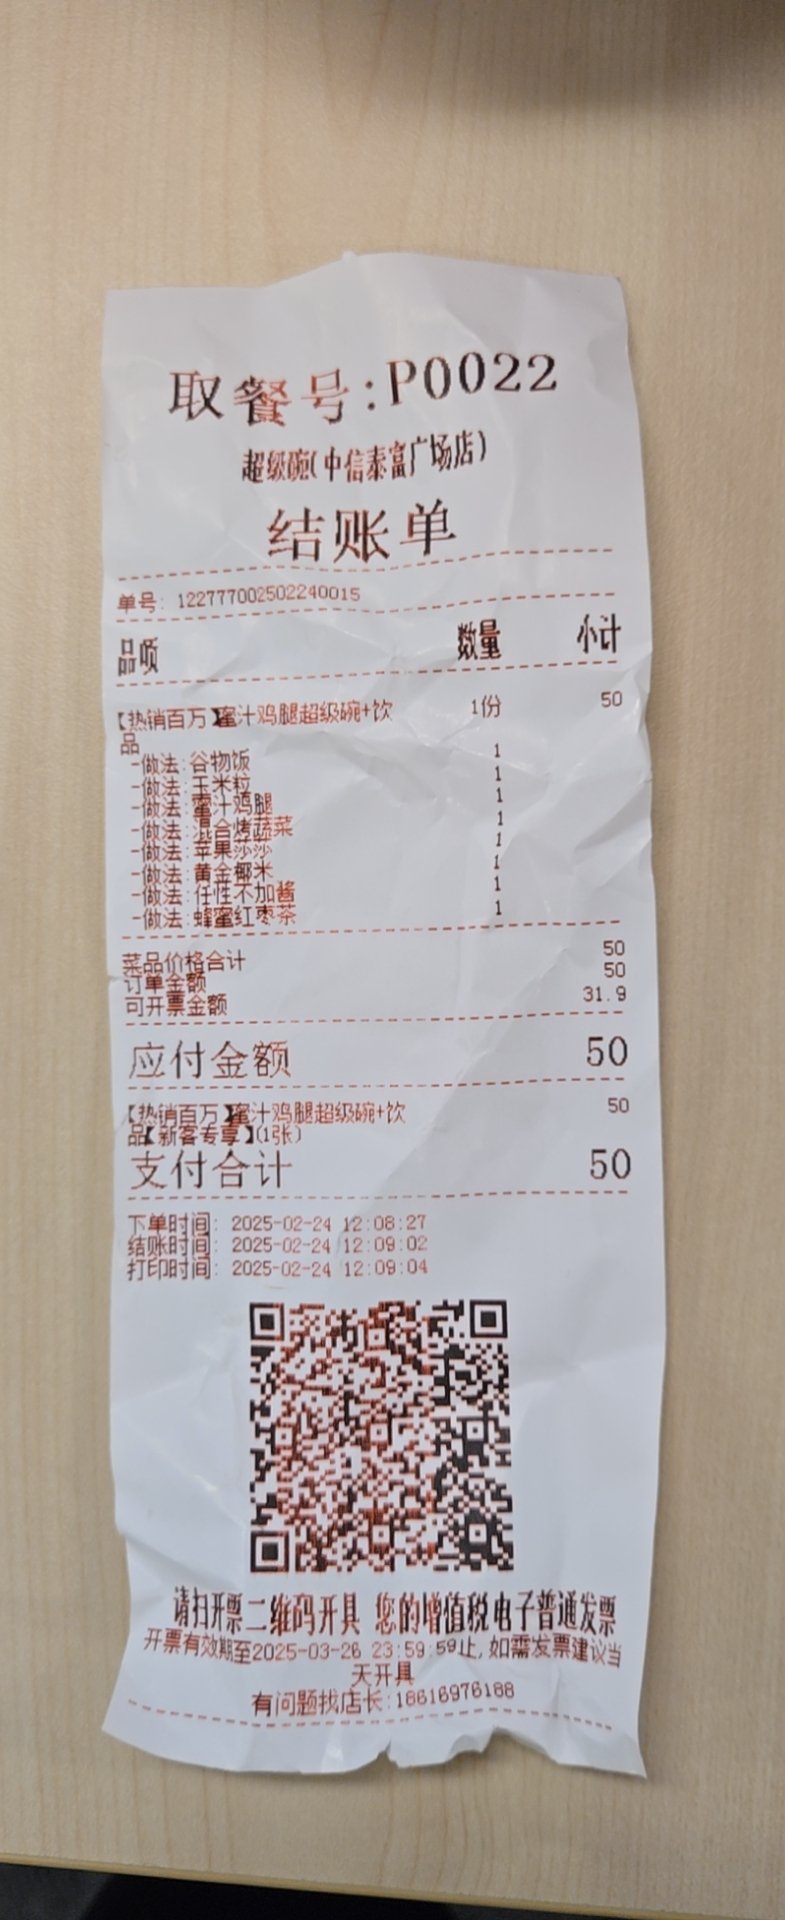 取餐号:P0022
超级碗(中信泰富广场店)
结账单
单号: 122777002502240015
品项 数量 小计
【热销百万】蜜汁鸡腿超级碗+饮 1份 50
品
-做法:谷物饭 1
-做法:玉米粒 1
-做法:蜜汁鸡腿 1
-做法:混合烤蔬菜 1
-做法:苹果莎莎 1
-做法:黄金椰米 1
-做法:任性不加酱 1
-做法:蜂蜜红枣茶 1
菜品价格合计 50
订单金额 50
可开票金额 31.9
应付金额 50
【热销百万】蜜汁鸡腿超级碗+饮 50
品【新客专享】(1张)
支付合计 50
下单时间: 2025-02-24 12:08:27
结账时间: 2025-02-24 12:09:02
打印时间: 2025-02-24 12:09:04
请扫开票二维码开具 您的增值税电子普通发票
开票有效期至2025-03-26 23:59:59止,如需发票建议当
天开具
有问题找店长:18616976188